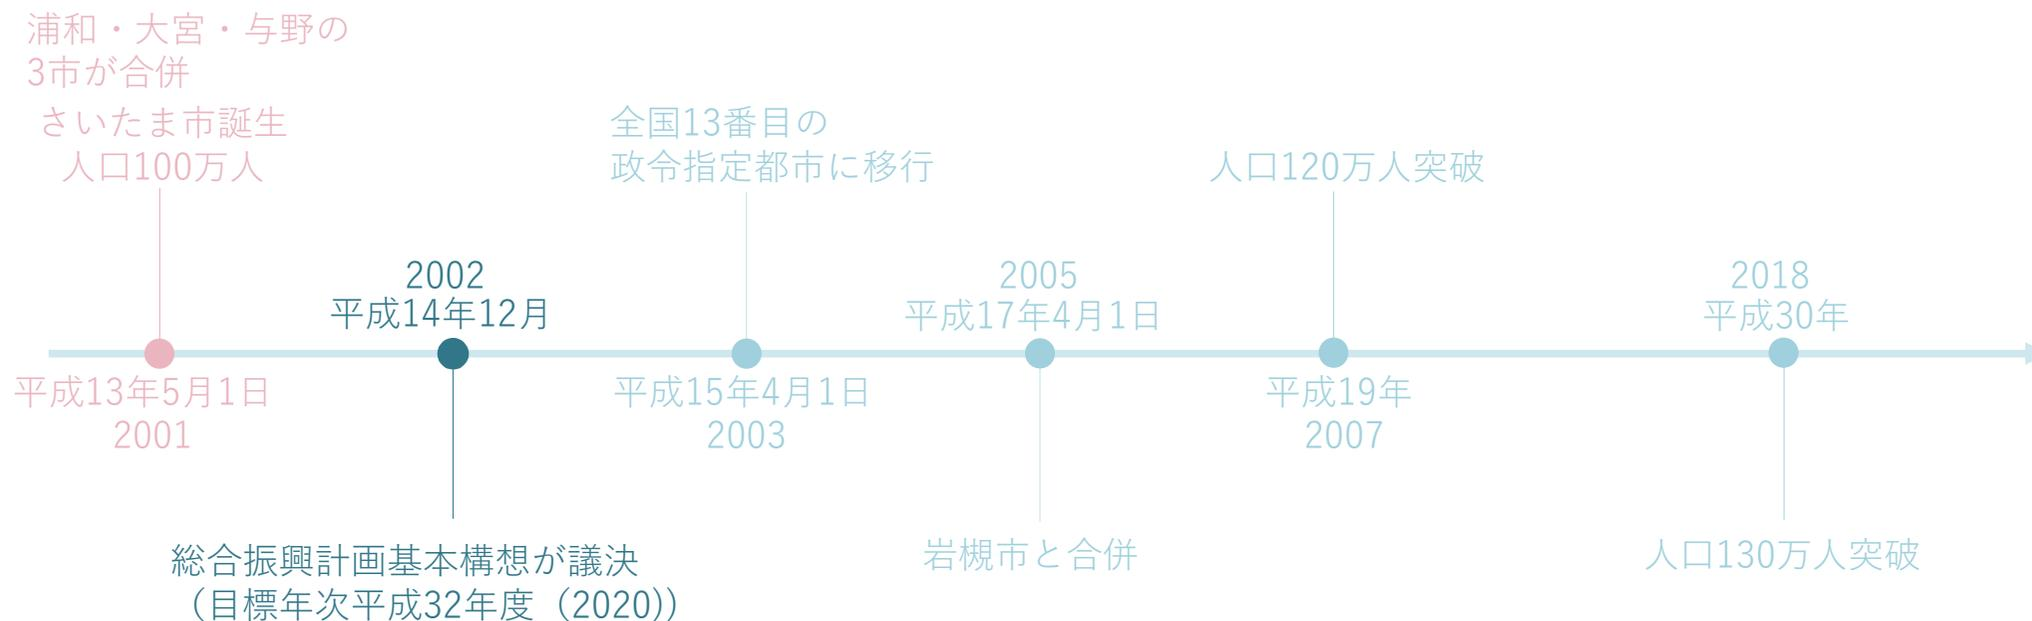 浦和・大宮・与野の
3市が合併
さいたま市誕生
人口100万人
平成13年5月1日
2001
2002
平成14年12月
総合振興計画基本構想が議決
（目標年次平成32年度（2020)）
全国13番目の
政令指定都市に移行
平成15年4月1日
2003
2005
平成17年4月1日
岩槻市と合併
人口120万人突破
平成19年
2007
2018
平成30年
人口130万人突破